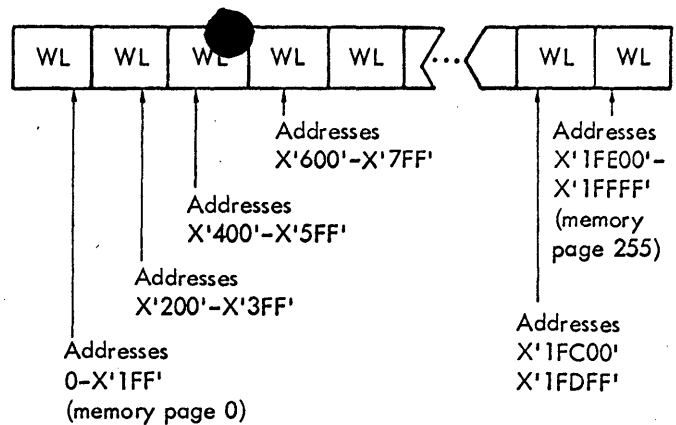 WL WL WL WL WL ... WL WL
Addresses
X'600'-X'7FF'
Addresses
X'1FE00'-
X'1FFFF'
(memory
page 255)
Addresses
X'400'-X'5FF'
Addresses
X'200'-X'3FF'
Addresses
0-X'1FF'
(memory page 0)
Addresses
X'1FC00'
X'1FDFF'